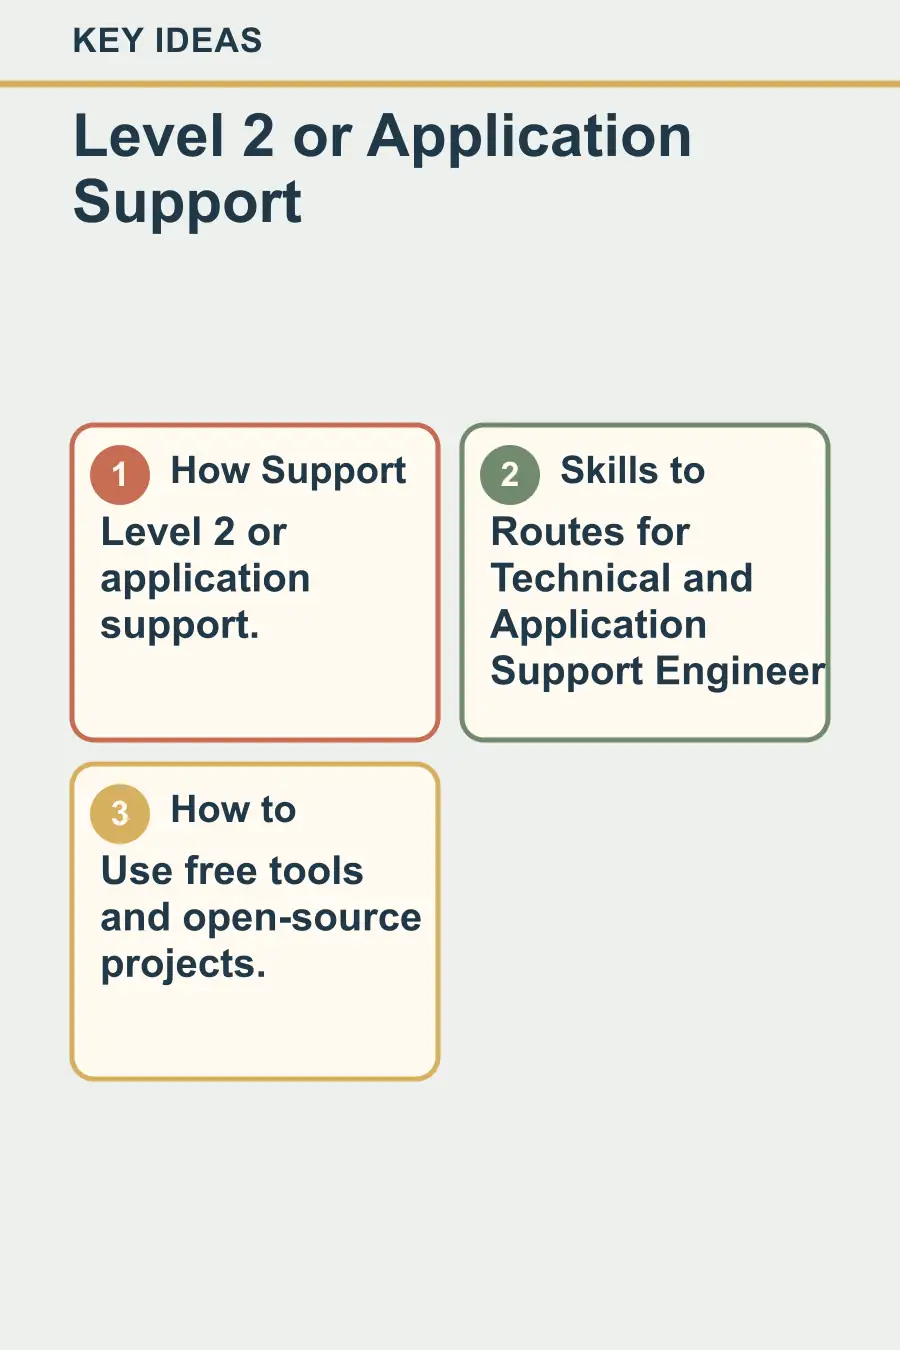 KEY IDEAS
Level 2 or Application
Support
1 How Support
Level 2 or
application
support.
2 Skills to
Routes for
Technical and
Application
Support Engineer
3 How to
Use free tools
and open-source
projects.